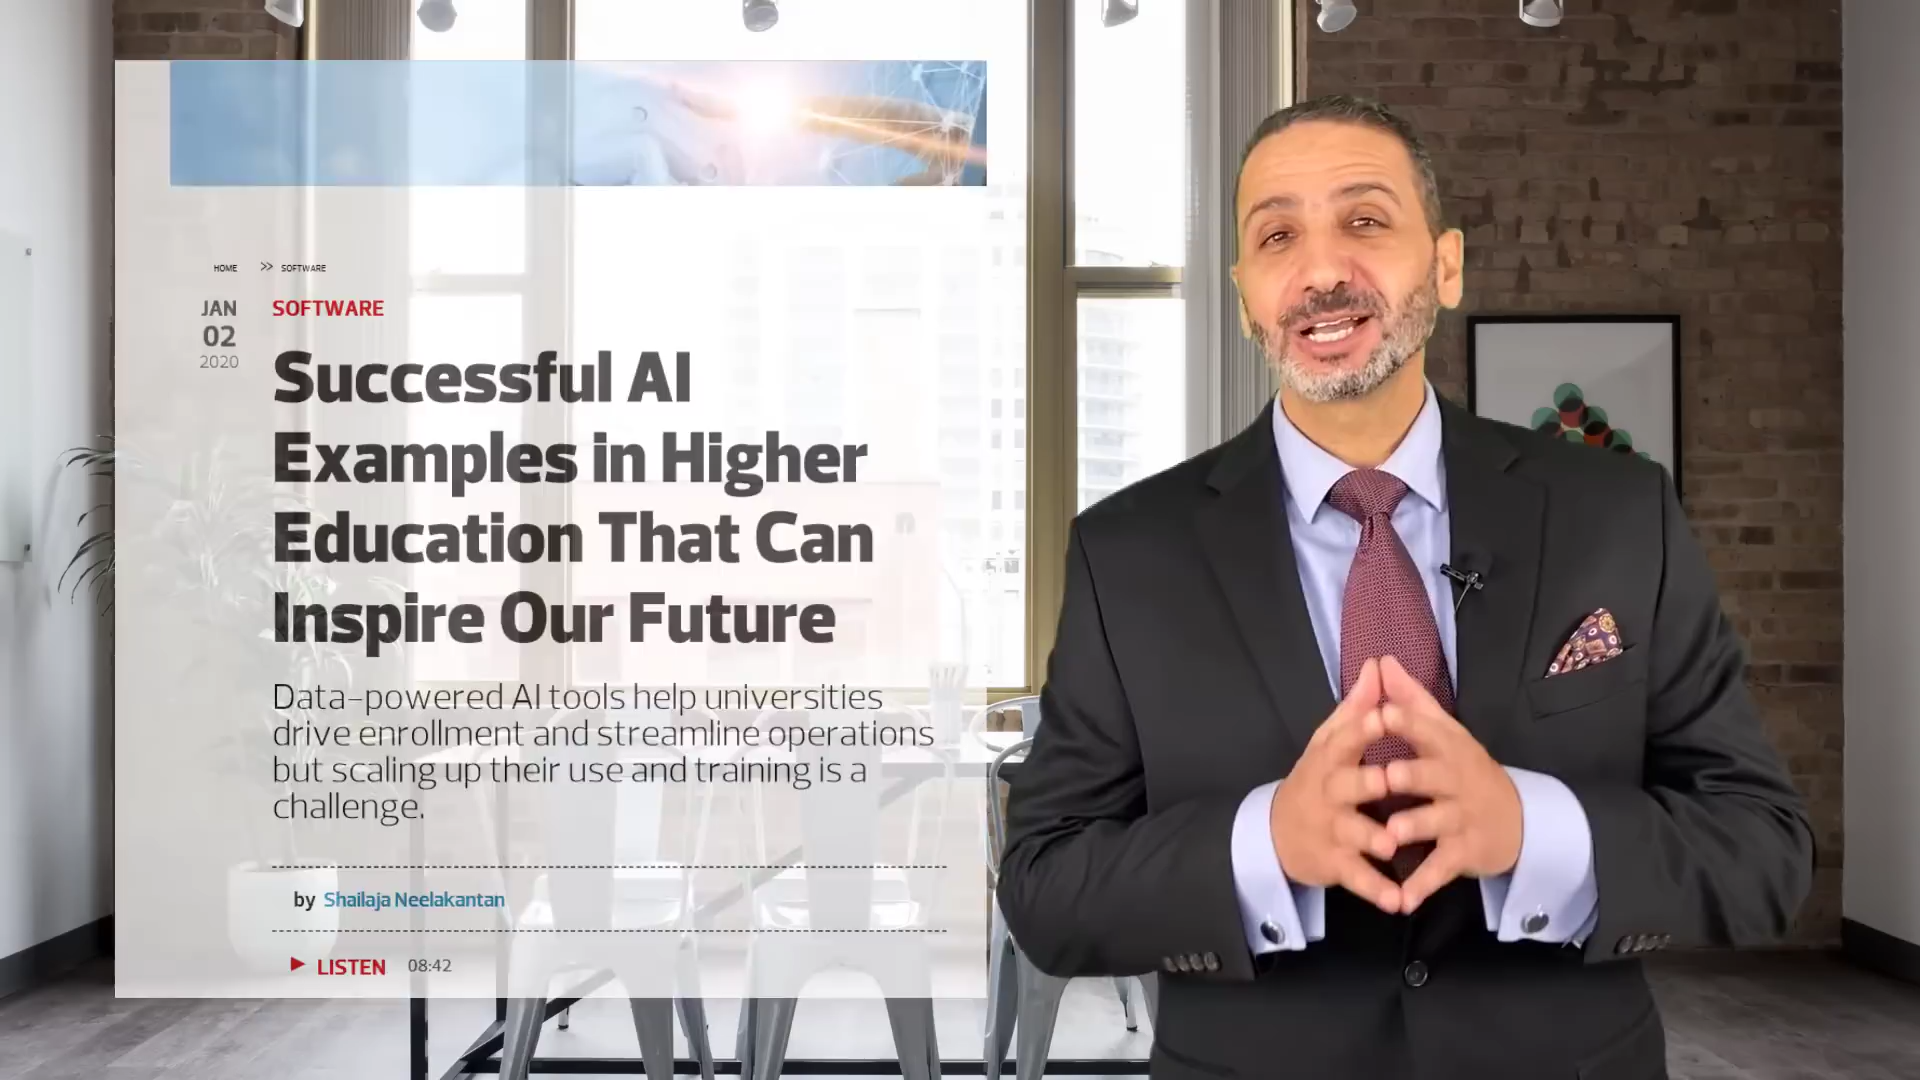 HOME >> SOFTWARE
JAN
02
2020
SOFTWARE
Successful AI
Examples in Higher
Education That Can
Inspire Our Future
Data-powered AI tools help universities
drive enrollment and streamline operations
but scaling up their use and training is a
challenge.
by Shailaja Neelakantan
LISTEN 08:42